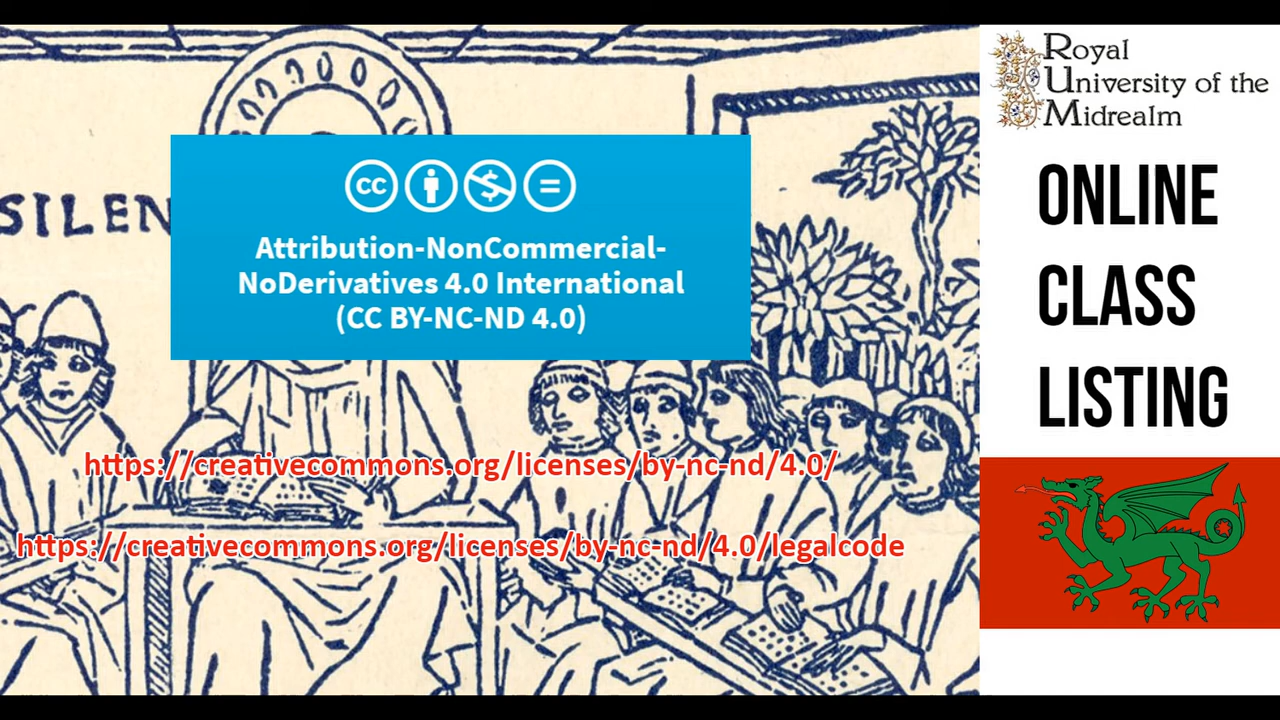 Royal
University of the
Midrealm
SILEN
cc
Attribution-NonCommercial-
NoDerivatives 4.0 International
(CC BY-NC-ND 4.0)
https://creativecommons.org/licenses/by-nc-nd/4.0/
https://creativecommons.org/licenses/by-nc-nd/4.0/legalcode
ONLINE
CLASS
LISTING